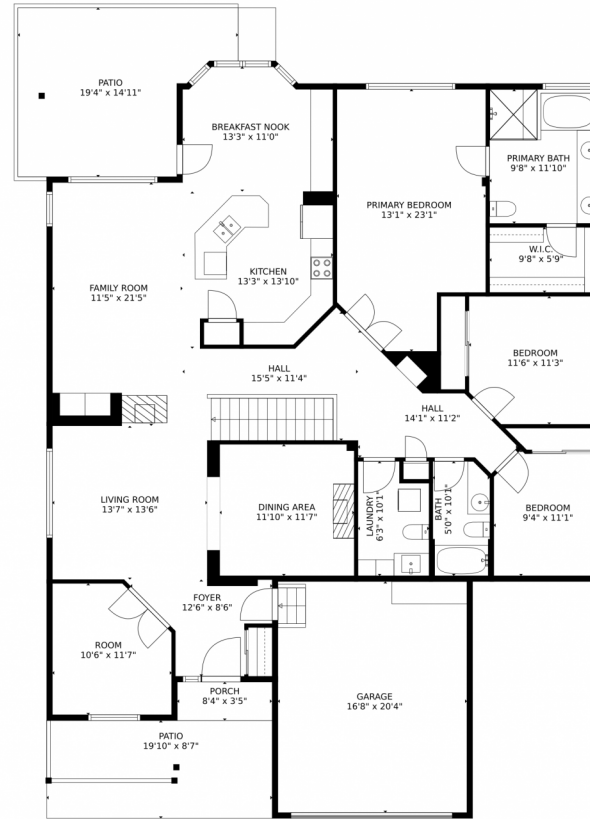 PATIO
19'4" x 14'11"
BREAKFAST NOOK
13'3" x 11'0"
PRIMARY BATH
9'8" x 11'10"
PRIMARY BEDROOM
13'1" x 23'1"
W.I.C.
9'8" x 5'9"
KITCHEN
13'3" x 13'10"
FAMILY ROOM
11'5" x 21'5"
BEDROOM
11'6" x 11'3"
HALL
15'5" x 11'4"
HALL
14'1" x 11'2"
LIVING ROOM
13'7" x 13'6"
DINING AREA
11'10" x 11'7"
LAUNDRY
6'3" x 10'1"
BATH
5'0" x 10'1"
BEDROOM
9'4" x 11'1"
FOYER
12'6" x 8'6"
ROOM
10'6" x 11'7"
PORCH
8'4" x 3'5"
GARAGE
16'8" x 20'4"
PATIO
19'10" x 8'7"